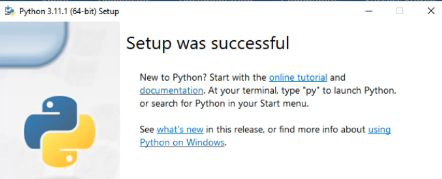 Python 3.11.1 (64-bit) Setup
Setup was successful
New to Python? Start with the online tutorial and
documentation. At your terminal, type "py" to launch Python,
or search for Python in your Start menu.
See what's new in this release, or find more info about using
Python on Windows.